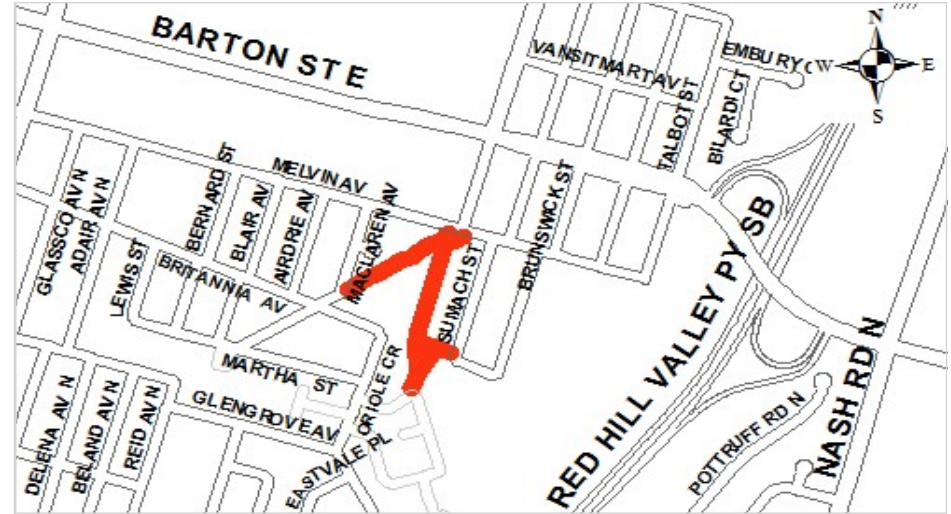 N
W E
S
BARTON ST E
VANSITMART AV
EMBURY C
TALBOT ST
BILARDI CT
MELVIN AV
BERNARD ST
BLAIR AV
AIRDRIE AV
MACLAREN AV
BRUNSWICK ST
SUMACH ST
GLASSCO AV N
ADAIR AV N
LEWIS ST
BRITANNIA AV
MARTHA ST
ORIOLE CR
GLENGROVE AV
EASTVALE PL
DELENA AV N
BELAND AV N
REID AV N
RED HILL VALLEY PY SB
POTTRUFF RD N
NASH RD N